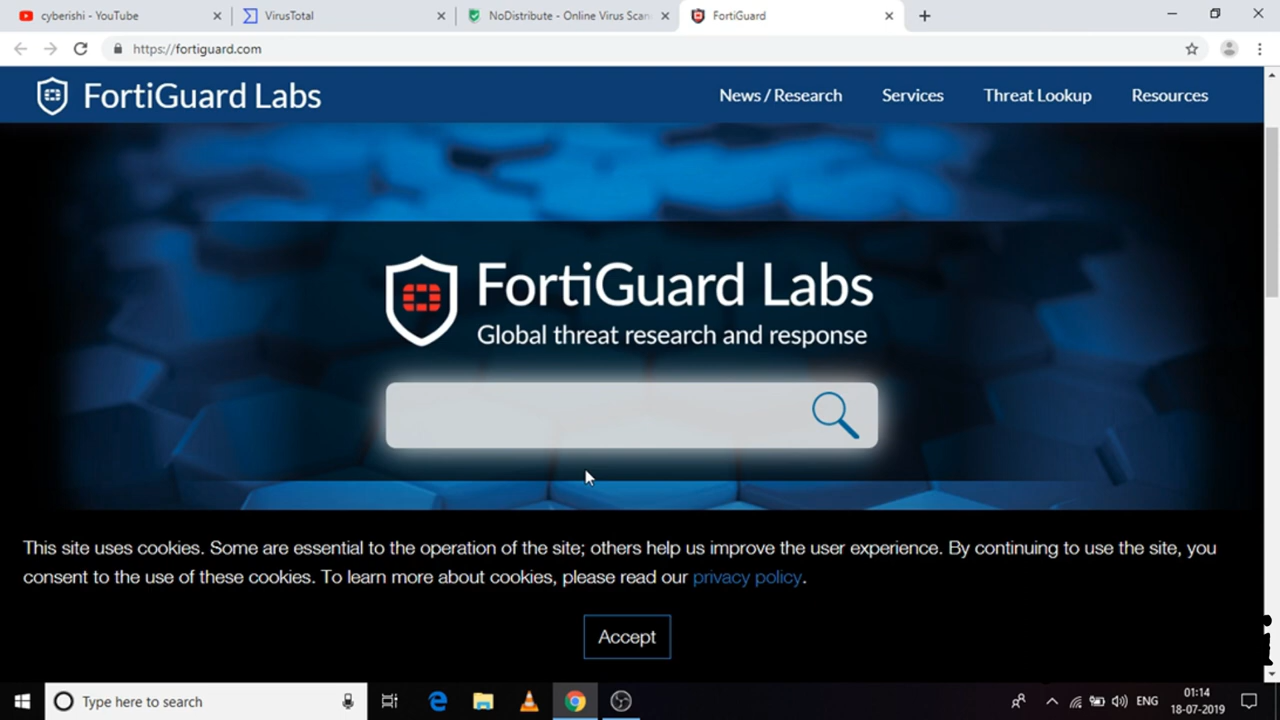 cyberishi - YouTube
VirusTotal
NoDistribute - Online Virus Scan
FortiGuard
https://fortiguard.com
FortiGuard Labs
News / Research
Services
Threat Lookup
Resources
FortiGuard Labs
Global threat research and response
This site uses cookies. Some are essential to the operation of the site; others help us improve the user experience. By continuing to use the site, you
consent to the use of these cookies. To learn more about cookies, please read our privacy policy.
Accept
Type here to search
ENG
01:14
18-07-2019